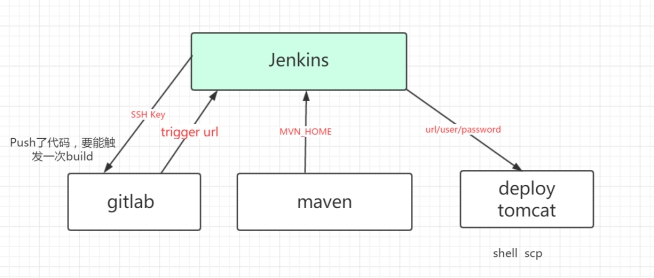 Jenkins
SSH Key
trigger url
MVN_HOME
url/user/password
Push了代码，要能触
发一次build
gitlab
maven
deploy
tomcat
shell scp